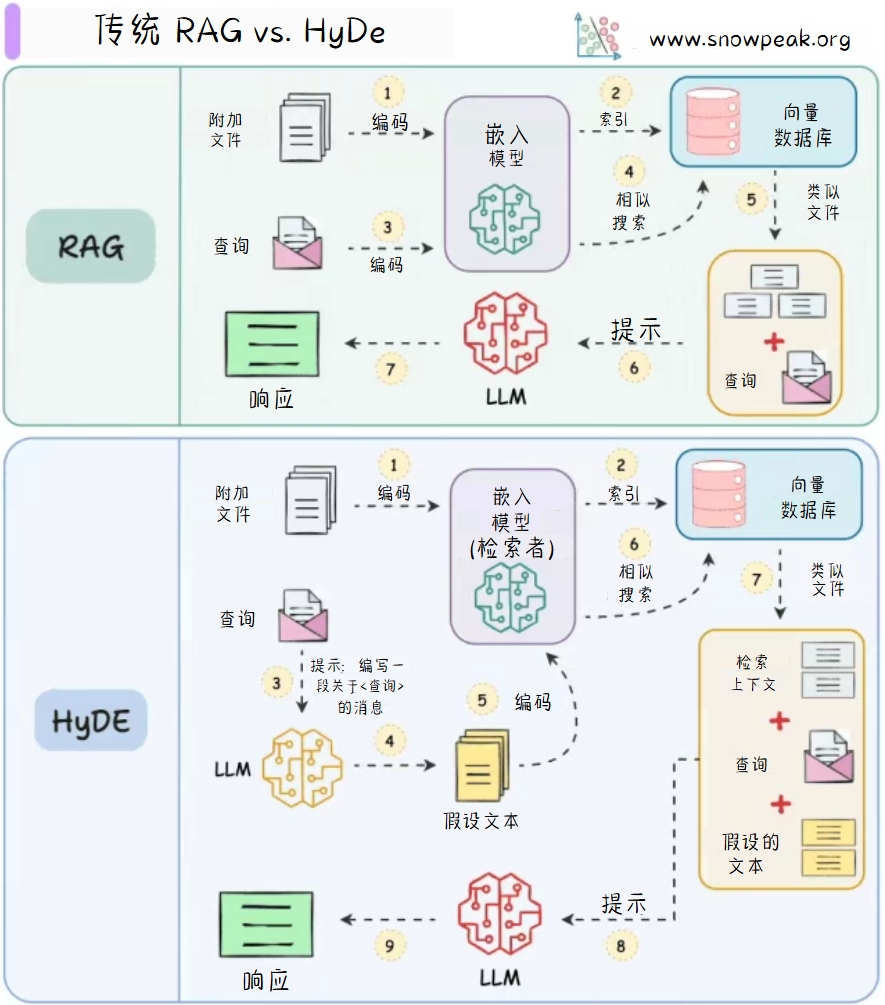 传统 RAG vs. HyDe
www.snowpeak.org
RAG
附加
文件
1
编码
嵌入
模型
2
索引
向量
数据库
查询
3
编码
4
相似
搜索
5
类似
文件
查询
提示
6
LLM
7
响应
HyDE
附加
文件
1
编码
嵌入
模型
(检索者)
2
索引
向量
数据库
6
相似
搜索
7
类似
文件
查询
3
提示: 编写一
段关于<查询>
的消息
LLM
4
假设文本
5
编码
检索
上下文
查询
假设的
文本
提示
8
LLM
9
响应